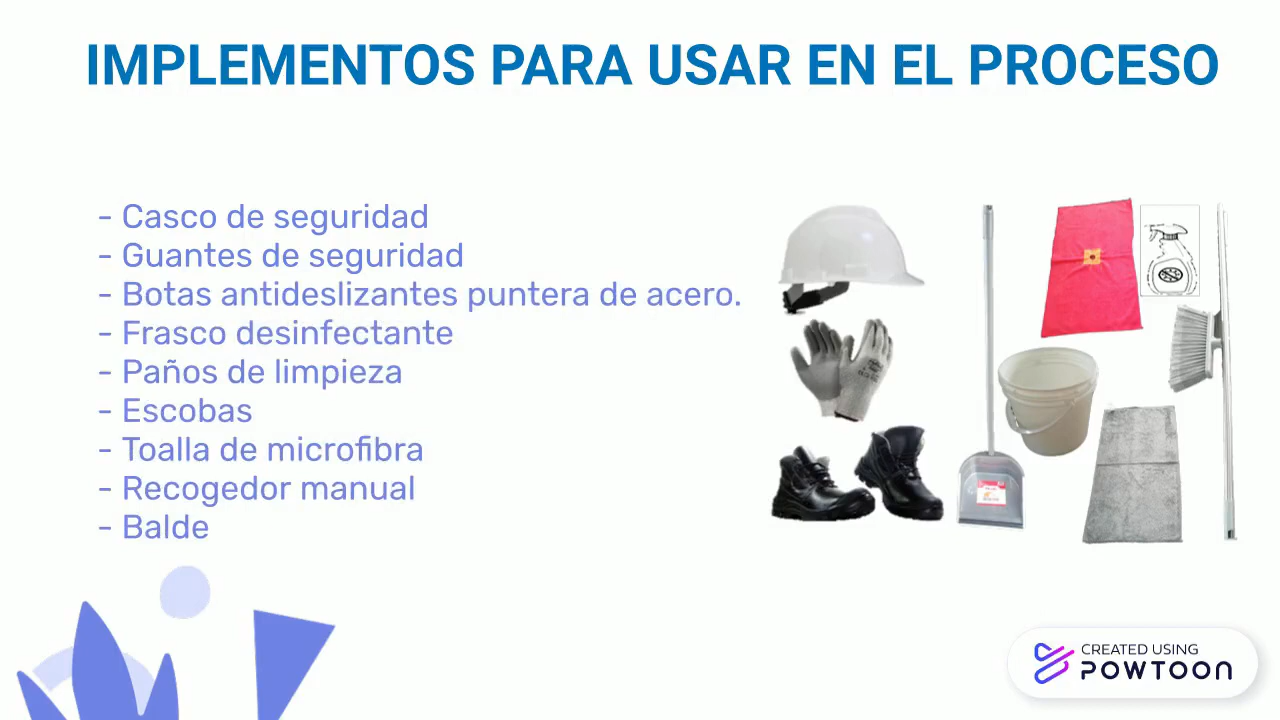 IMPLEMENTOS PARA USAR EN EL PROCESO
- Casco de seguridad
- Guantes de seguridad
- Botas antideslizantes puntera de acero.
- Frasco desinfectante
- Paños de limpieza
- Escobas
- Toalla de microfibra
- Recogedor manual
- Balde
CREATED USING
POWTOON